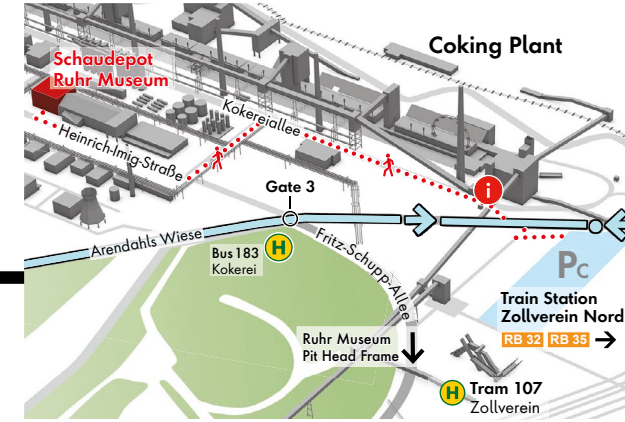 Coking Plant
Schaudepot
Ruhr Museum
Kokereiallee
Heinrich-Imig-Straße
i
Gate 3
Arendahls Wiese
Bus 183
Kokerei
H
Fritz-Schupp-Allee
PC
Train Station
Zollverein Nord
RB 32 RB 35
Ruhr Museum
Pit Head Frame
H
Tram 107
Zollverein